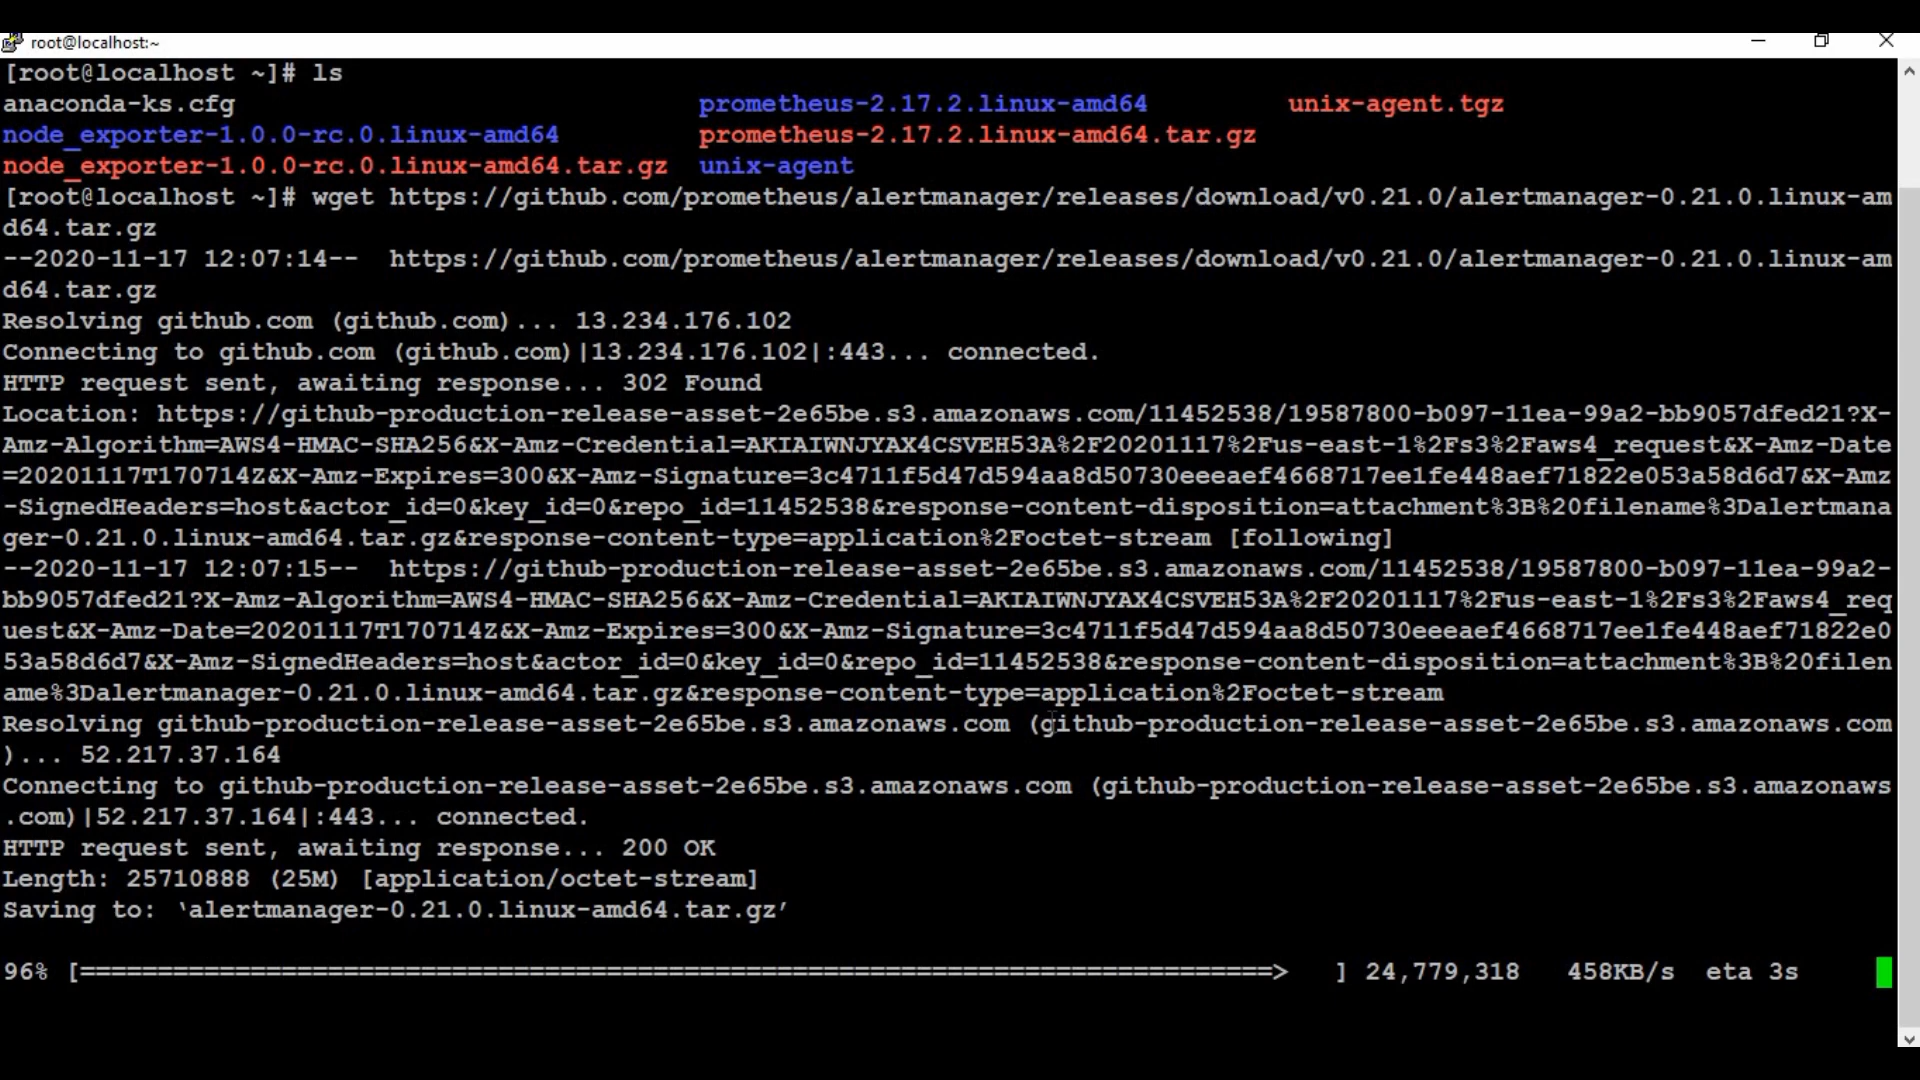 root@localhost:~
[root@localhost ~]# ls
anaconda-ks.cfg prometheus-2.17.2.linux-amd64 unix-agent.tgz
node_exporter-1.0.0-rc.0.linux-amd64 prometheus-2.17.2.linux-amd64.tar.gz
node_exporter-1.0.0-rc.0.linux-amd64.tar.gz unix-agent
[root@localhost ~]# wget https://github.com/prometheus/alertmanager/releases/download/v0.21.0/alertmanager-0.21.0.linux-am
d64.tar.gz
--2020-11-17 12:07:14-- https://github.com/prometheus/alertmanager/releases/download/v0.21.0/alertmanager-0.21.0.linux-am
d64.tar.gz
Resolving github.com (github.com)... 13.234.176.102
Connecting to github.com (github.com)|13.234.176.102|:443... connected.
HTTP request sent, awaiting response... 302 Found
Location: https://github-production-release-asset-2e65be.s3.amazonaws.com/11452538/19587800-b097-11ea-99a2-bb9057dfed21?X-
Amz-Algorithm=AWS4-HMAC-SHA256&X-Amz-Credential=AKIAIWNJYAX4CSVEH53A%2F20201117%2Fus-east-1%2Fs3%2Faws4_request&X-Amz-Date
=20201117T170714Z&X-Amz-Expires=300&X-Amz-Signature=3c4711f5d47d594aa8d50730eeeaef4668717ee1fe448aef71822e053a58d6d7&X-Amz
-SignedHeaders=host&actor_id=0&key_id=0&repo_id=11452538&response-content-disposition=attachment%3B%20filename%3Dalertmana
ger-0.21.0.linux-amd64.tar.gz&response-content-type=application%2Foctet-stream [following]
--2020-11-17 12:07:15-- https://github-production-release-asset-2e65be.s3.amazonaws.com/11452538/19587800-b097-11ea-99a2-
bb9057dfed21?X-Amz-Algorithm=AWS4-HMAC-SHA256&X-Amz-Credential=AKIAIWNJYAX4CSVEH53A%2F20201117%2Fus-east-1%2Fs3%2Faws4_req
uest&X-Amz-Date=20201117T170714Z&X-Amz-Expires=300&X-Amz-Signature=3c4711f5d47d594aa8d50730eeeaef4668717ee1fe448aef71822e0
53a58d6d7&X-Amz-SignedHeaders=host&actor_id=0&key_id=0&repo_id=11452538&response-content-disposition=attachment%3B%20filen
ame%3Dalertmanager-0.21.0.linux-amd64.tar.gz&response-content-type=application%2Foctet-stream
Resolving github-production-release-asset-2e65be.s3.amazonaws.com (github-production-release-asset-2e65be.s3.amazonaws.com
)... 52.217.37.164
Connecting to github-production-release-asset-2e65be.s3.amazonaws.com (github-production-release-asset-2e65be.s3.amazonaws
.com)|52.217.37.164|:443... connected.
HTTP request sent, awaiting response... 200 OK
Length: 25710888 (25M) [application/octet-stream]
Saving to: ‘alertmanager-0.21.0.linux-amd64.tar.gz’
96% [=============================================================================> ] 24,779,318 458KB/s eta 3s